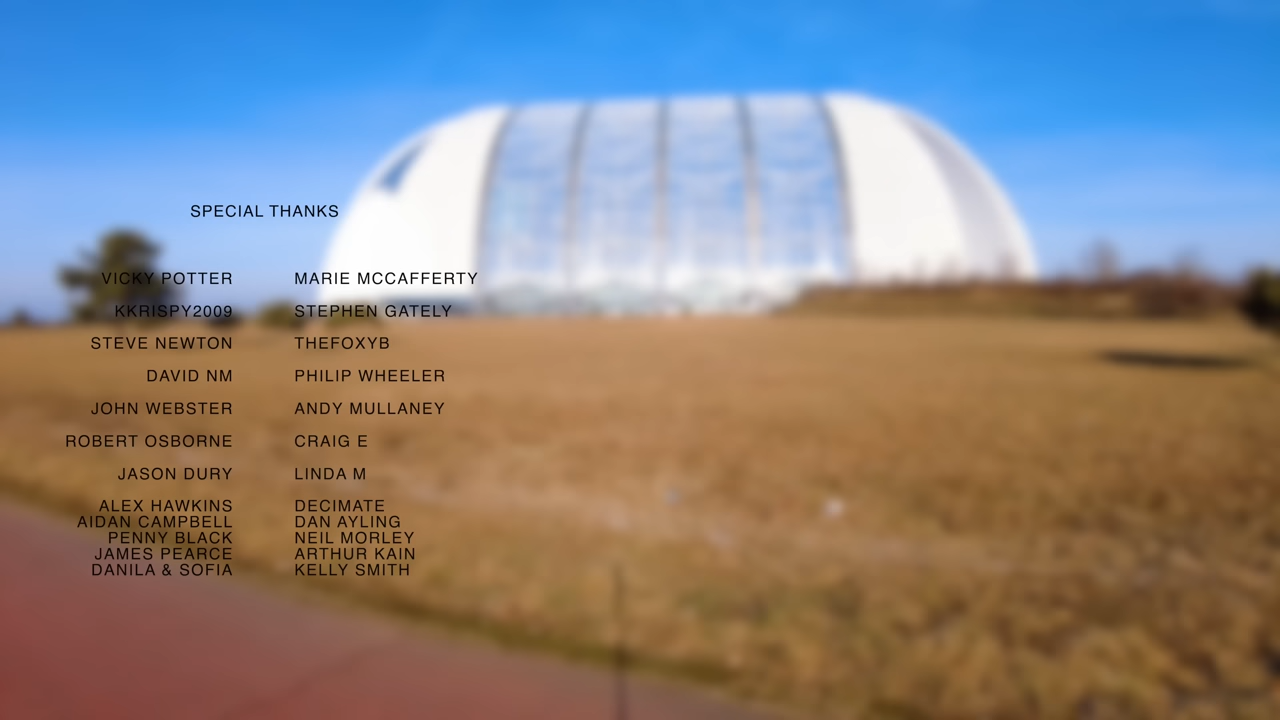 SPECIAL THANKS
VICKY POTTER MARIE MCCAFFERTY
KKRISPY2009 STEPHEN GATELY
STEVE NEWTON THEFOXYB
DAVID NM PHILIP WHEELER
JOHN WEBSTER ANDY MULLANEY
ROBERT OSBORNE CRAIG E
JASON DURY LINDA M
ALEX HAWKINS DECIMATE
AIDAN CAMPBELL DAN AYLING
PENNY BLACK NEIL MORLEY
JAMES PEARCE ARTHUR KAIN
DANILA & SOFIA KELLY SMITH